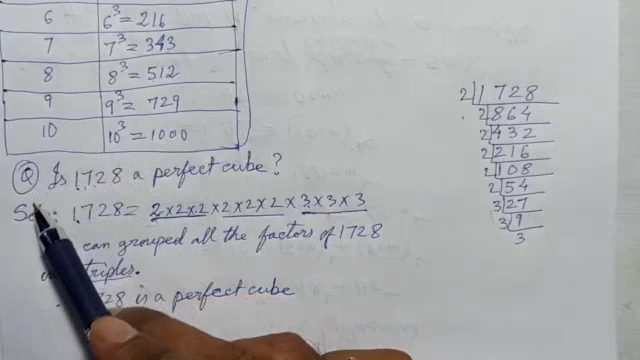 6 6³ = 216
7 7³ = 343
8 8³ = 512
9 9³ = 729
10 10³ = 1000
Q Is 1728 a perfect cube?
1728 = 2×2×2×2×2×2×3×3×3
can grouped all the factors of 1728
triples.
28 is a perfect cube
2 1728
2 864
2 432
2 216
2 108
2 54
3 27
3 9
3